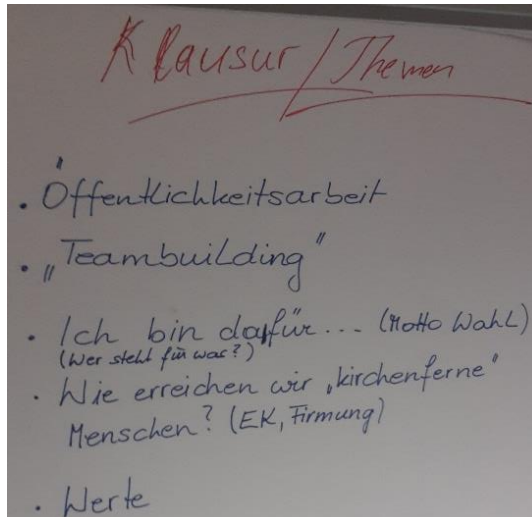 Klausur/Themen
• Öffentlichkeitsarbeit
• „Teambuilding"
• Ich bin dafür... (Motto Wahl)
(Wer steht für was?)
• Wie erreichen wir „kirchenferne"
Menschen? (EK, Firmung)
• Werte